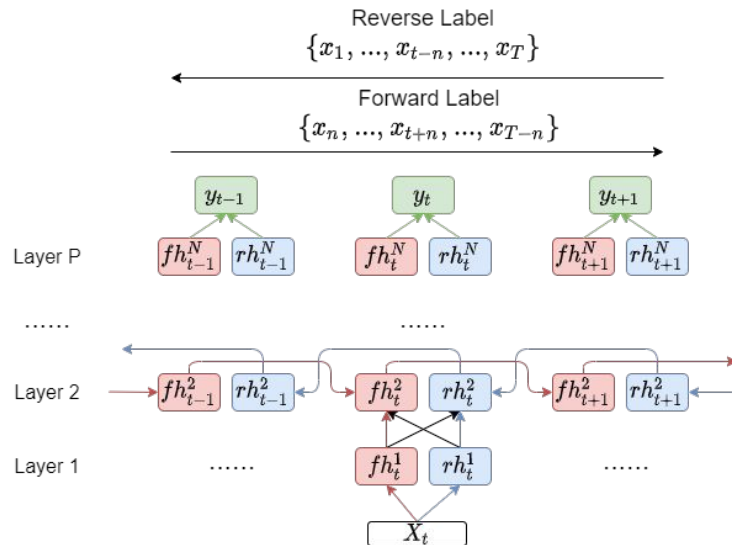 Reverse Label
{x_1, ..., x_{t-n}, ..., x_T}
Forward Label
{x_n, ..., x_{t+n}, ..., x_{T-n}}
y_{t-1} y_t y_{t+1}
Layer P fh^N_{t-1} rh^N_{t-1} fh^N_t rh^N_t fh^N_{t+1} rh^N_{t+1}
...... ......
Layer 2 fh^2_{t-1} rh^2_{t-1} fh^2_t rh^2_t fh^2_{t+1} rh^2_{t+1}
Layer 1 ...... fh^1_t rh^1_t ......
X_t